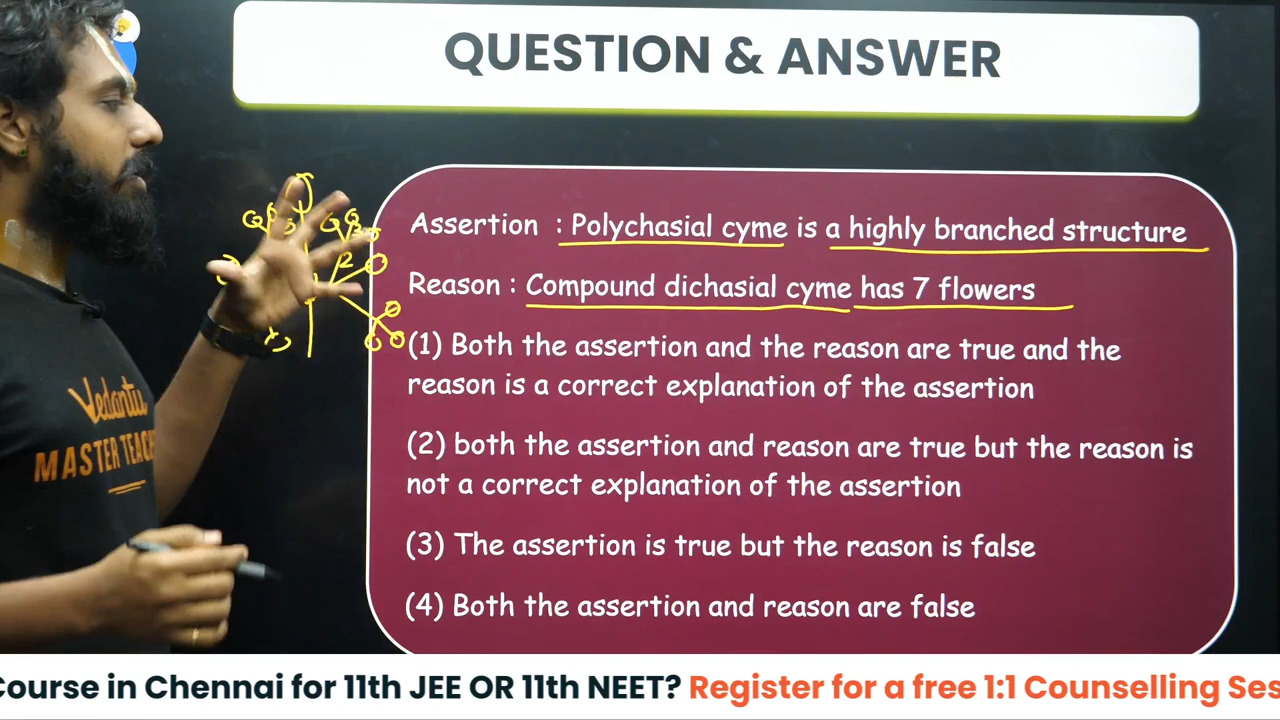 QUESTION & ANSWER
Assertion : Polychasial cyme is a highly branched structure
Reason : Compound dichasial cyme has 7 flowers
(1) Both the assertion and the reason are true and the
reason is a correct explanation of the assertion
(2) both the assertion and reason are true but the reason is
not a correct explanation of the assertion
(3) The assertion is true but the reason is false
(4) Both the assertion and reason are false
Vedantu
MASTER TEACH
Course in Chennai for 11th JEE OR 11th NEET? Register for a free 1:1 Counselling Ses